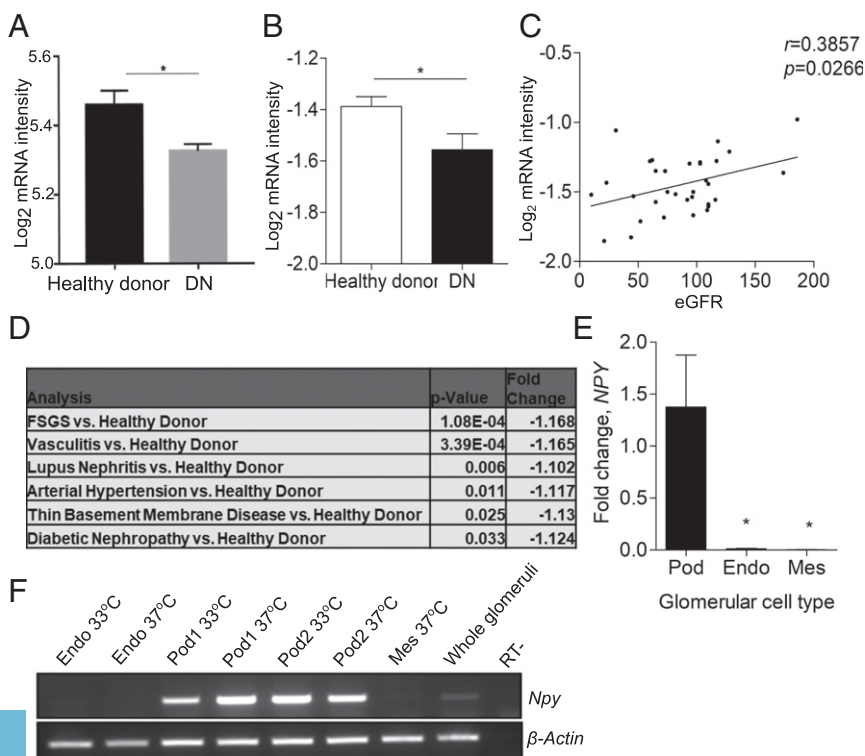 A
5.6
5.4
5.2
5.0
Log2 mRNA intensity
*
Healthy donor DN
B
-1.2
-1.4
-1.6
-1.8
-2.0
Log2 mRNA intensity
*
Healthy donor DN
C
r=0.3857
p=0.0266
-0.5
-1.0
-1.5
-2.0
Log2 mRNA intensity
0 50 100 150 200
eGFR
D
Analysis p-Value Fold Change
FSGS vs. Healthy Donor 1.08E-04 -1.168
Vasculitis vs. Healthy Donor 3.39E-04 -1.165
Lupus Nephritis vs. Healthy Donor 0.006 -1.102
Arterial Hypertension vs. Healthy Donor 0.011 -1.117
Thin Basement Membrane Disease vs. Healthy Donor 0.025 -1.13
Diabetic Nephropathy vs. Healthy Donor 0.033 -1.124
E
2.0
1.5
1.0
0.5
0.0
Fold change, NPY
* *
Pod Endo Mes
Glomerular cell type
F
Endo 33ºC
Endo 37ºC
Pod1 33ºC
Pod1 37ºC
Pod2 33ºC
Pod2 37ºC
Mes 37ºC
Whole glomeruli
RT-
Npy
β-Actin